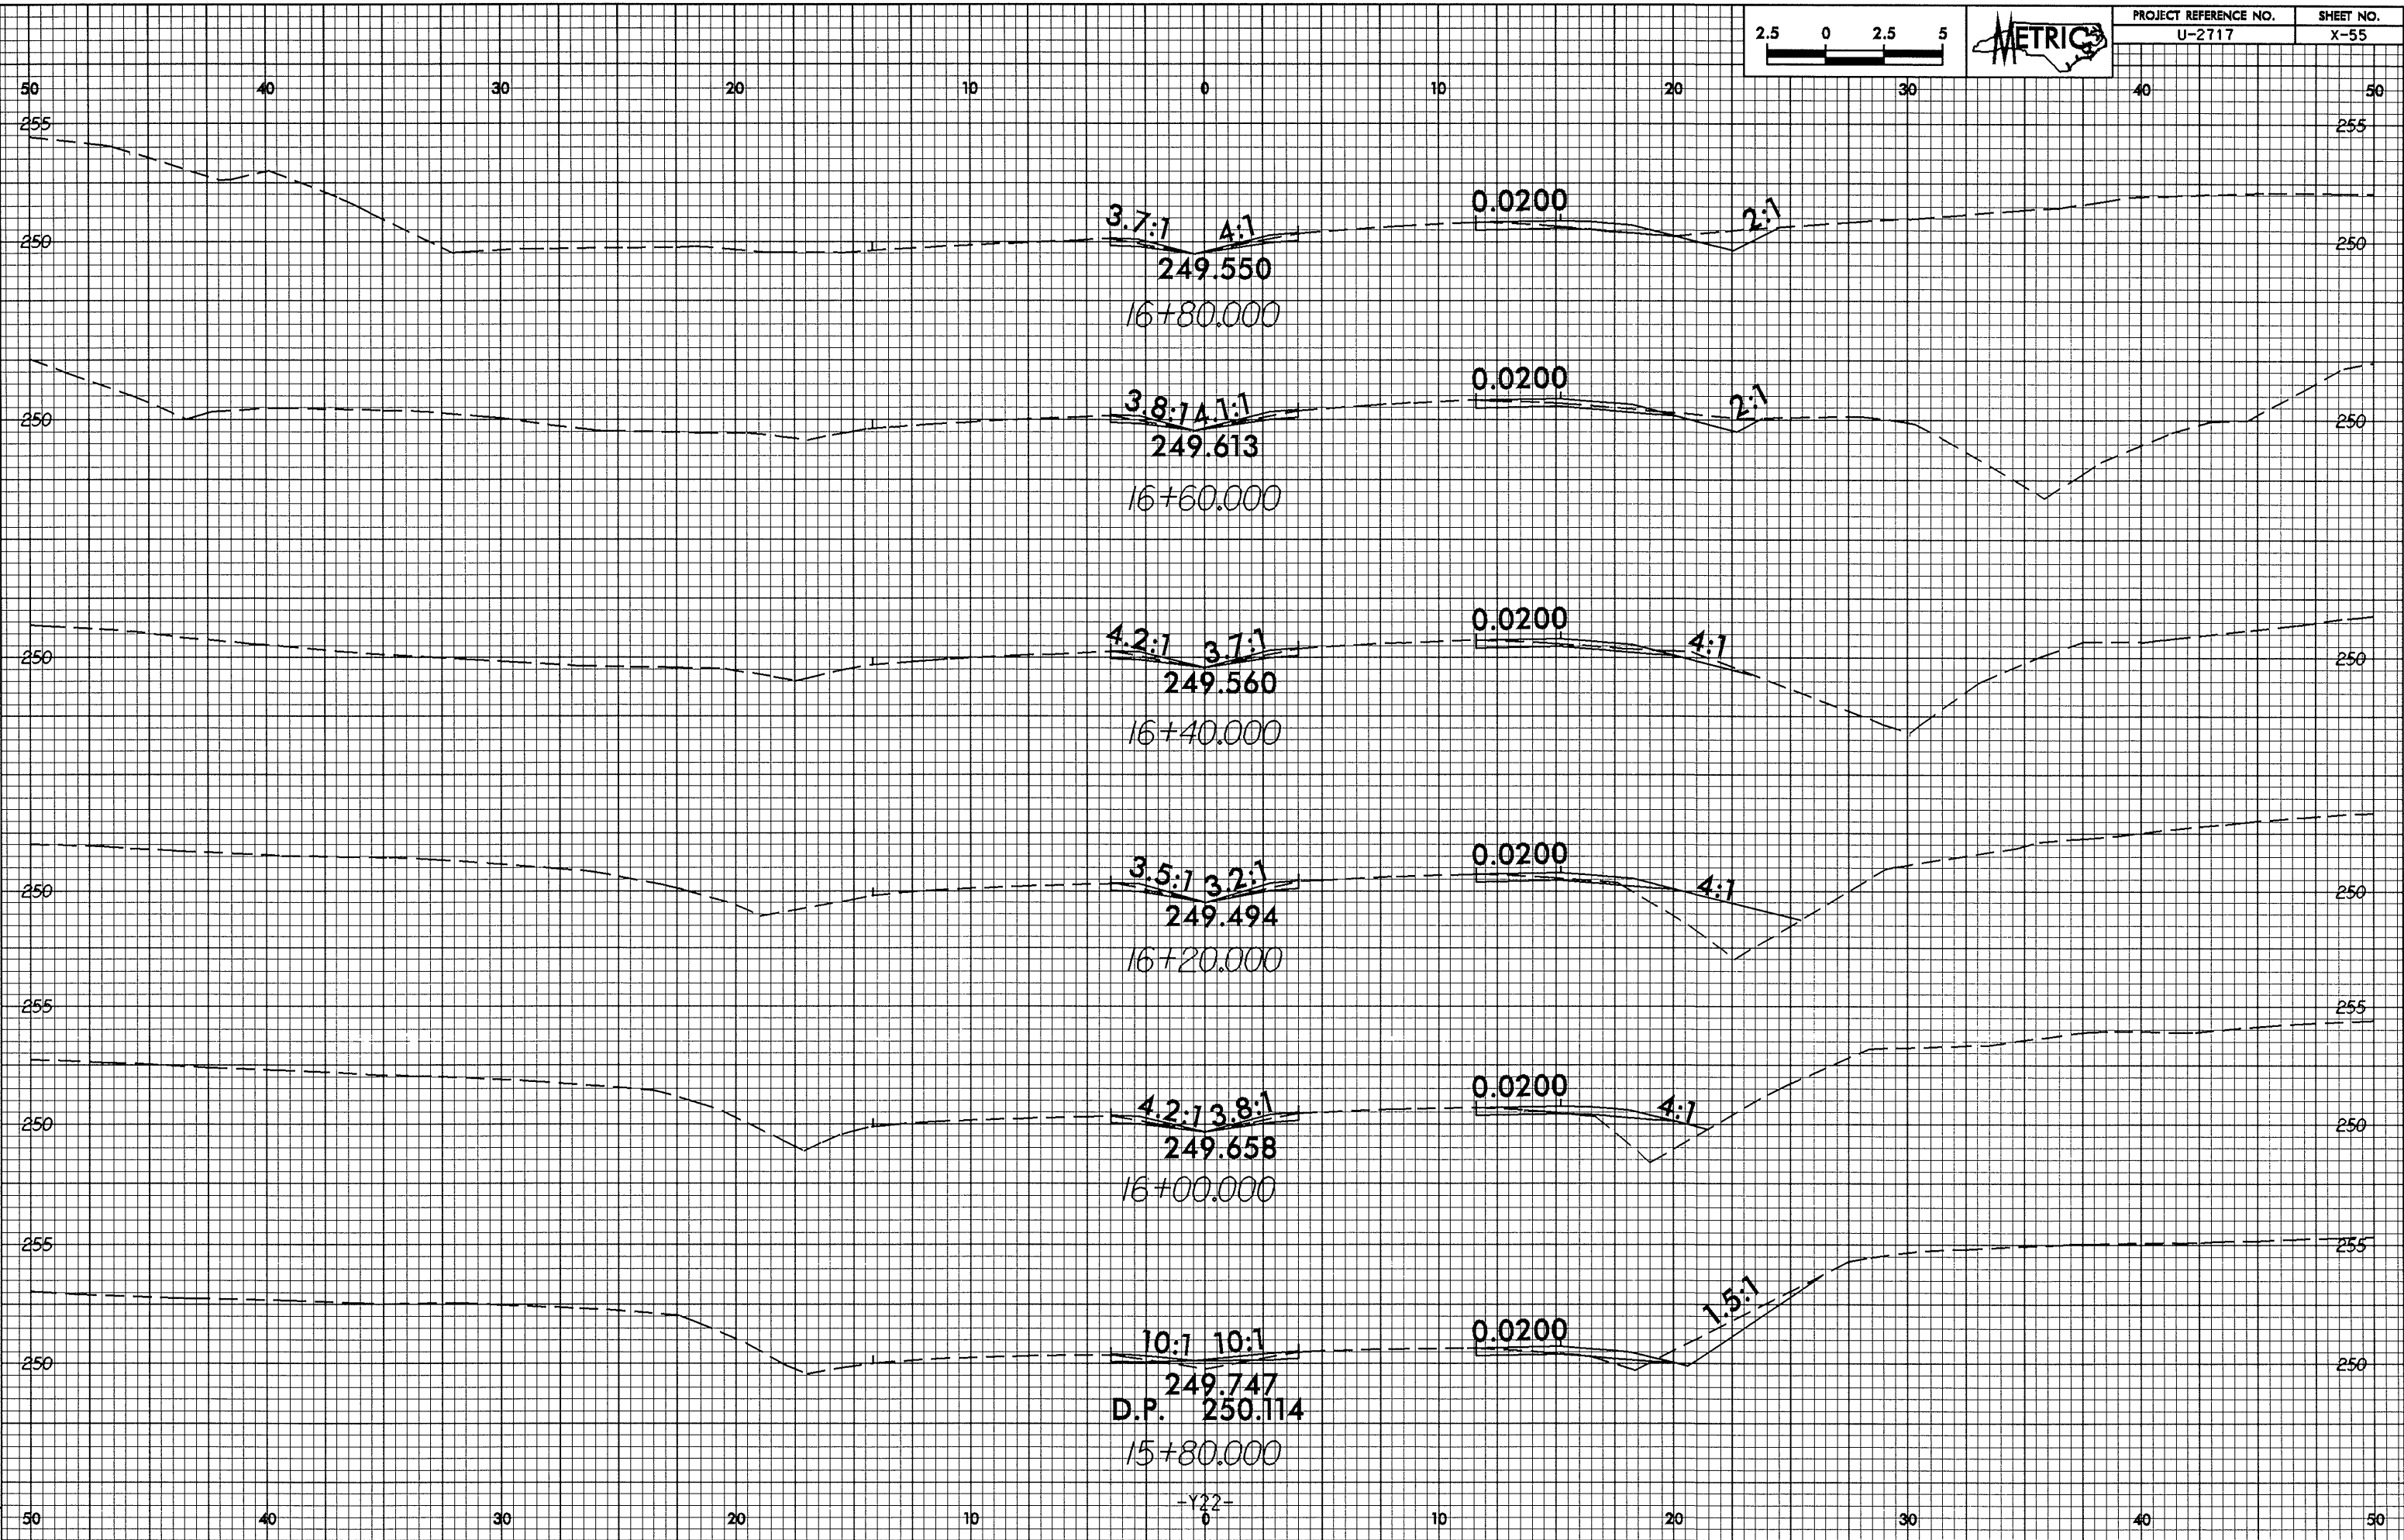 PROJECT REFERENCE NO. SHEET NO.
U-2717 X-55
2.5 0 2.5 5
METRIC
50 40 30 20 10 0 10 20 30 40 50
255 255
3.7:1 4:1 0.0200 2:1
250 250
249.550
16+80.000
0.0200
3.8:1 4.1:1 2:1
250 250
249.613
16+60.000
0.0200
4.2:1 3.7:1 4:1
250 250
249.560
16+40.000
0.0200
3.5:1 3.2:1 4:1
250 250
249.494
16+20.000
255 255
0.0200
4.2:1 3.8:1 4:1
250 250
249.658
16+00.000
255 255
1.5:1
10:1 10:1 0.0200
250 250
249.747
D.P. 250.114
15+80.000
-Y22-
50 40 30 20 10 0 10 20 30 40 50